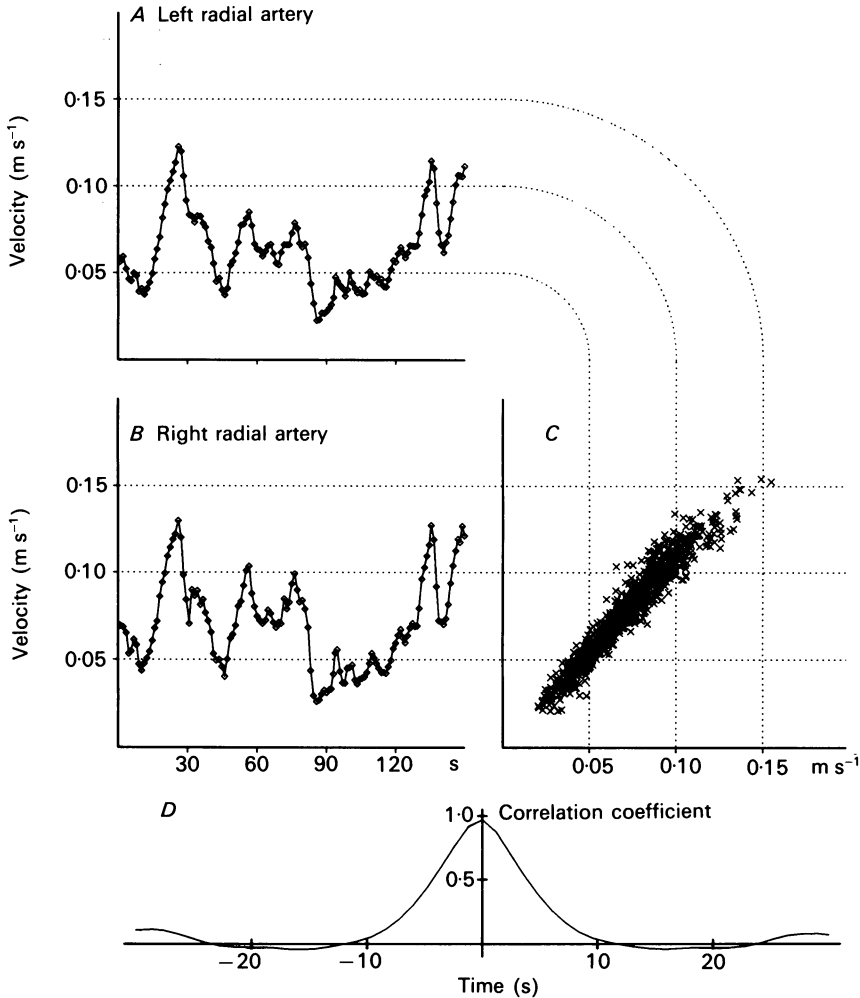 A Left radial artery
0·15
0·10
0·05
Velocity (m s⁻¹)
B Right radial artery
C
0·15
0·10
0·05
Velocity (m s⁻¹)
30 60 90 120 s
0·05 0·10 0·15 m s⁻¹
D
1·0 Correlation coefficient
0·5
−20 −10 10 20
Time (s)